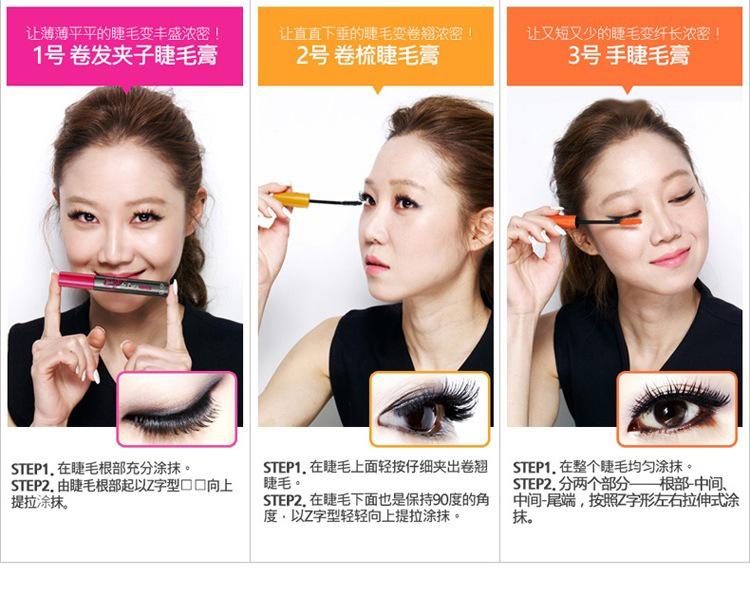 让薄薄平平的睫毛变丰盛浓密！
1号 卷发夹子睫毛膏
让直直下垂的睫毛变卷翘浓密！
2号 卷梳睫毛膏
让又短又少的睫毛变纤长浓密！
3号 手睫毛膏
STEP1. 在睫毛根部充分涂抹。
STEP2. 由睫毛根部起以Z字型□□向上
提拉涂抹。
STEP1. 在睫毛上面轻按仔细夹出卷翘
睫毛。
STEP2. 在睫毛下面也是保持90度的角
度，以Z字型轻轻向上提拉涂抹。
STEP1. 在整个睫毛均匀涂抹。
STEP2. 分两个部分——根部-中间、
中间-尾端，按照Z字形左右拉伸式涂
抹。